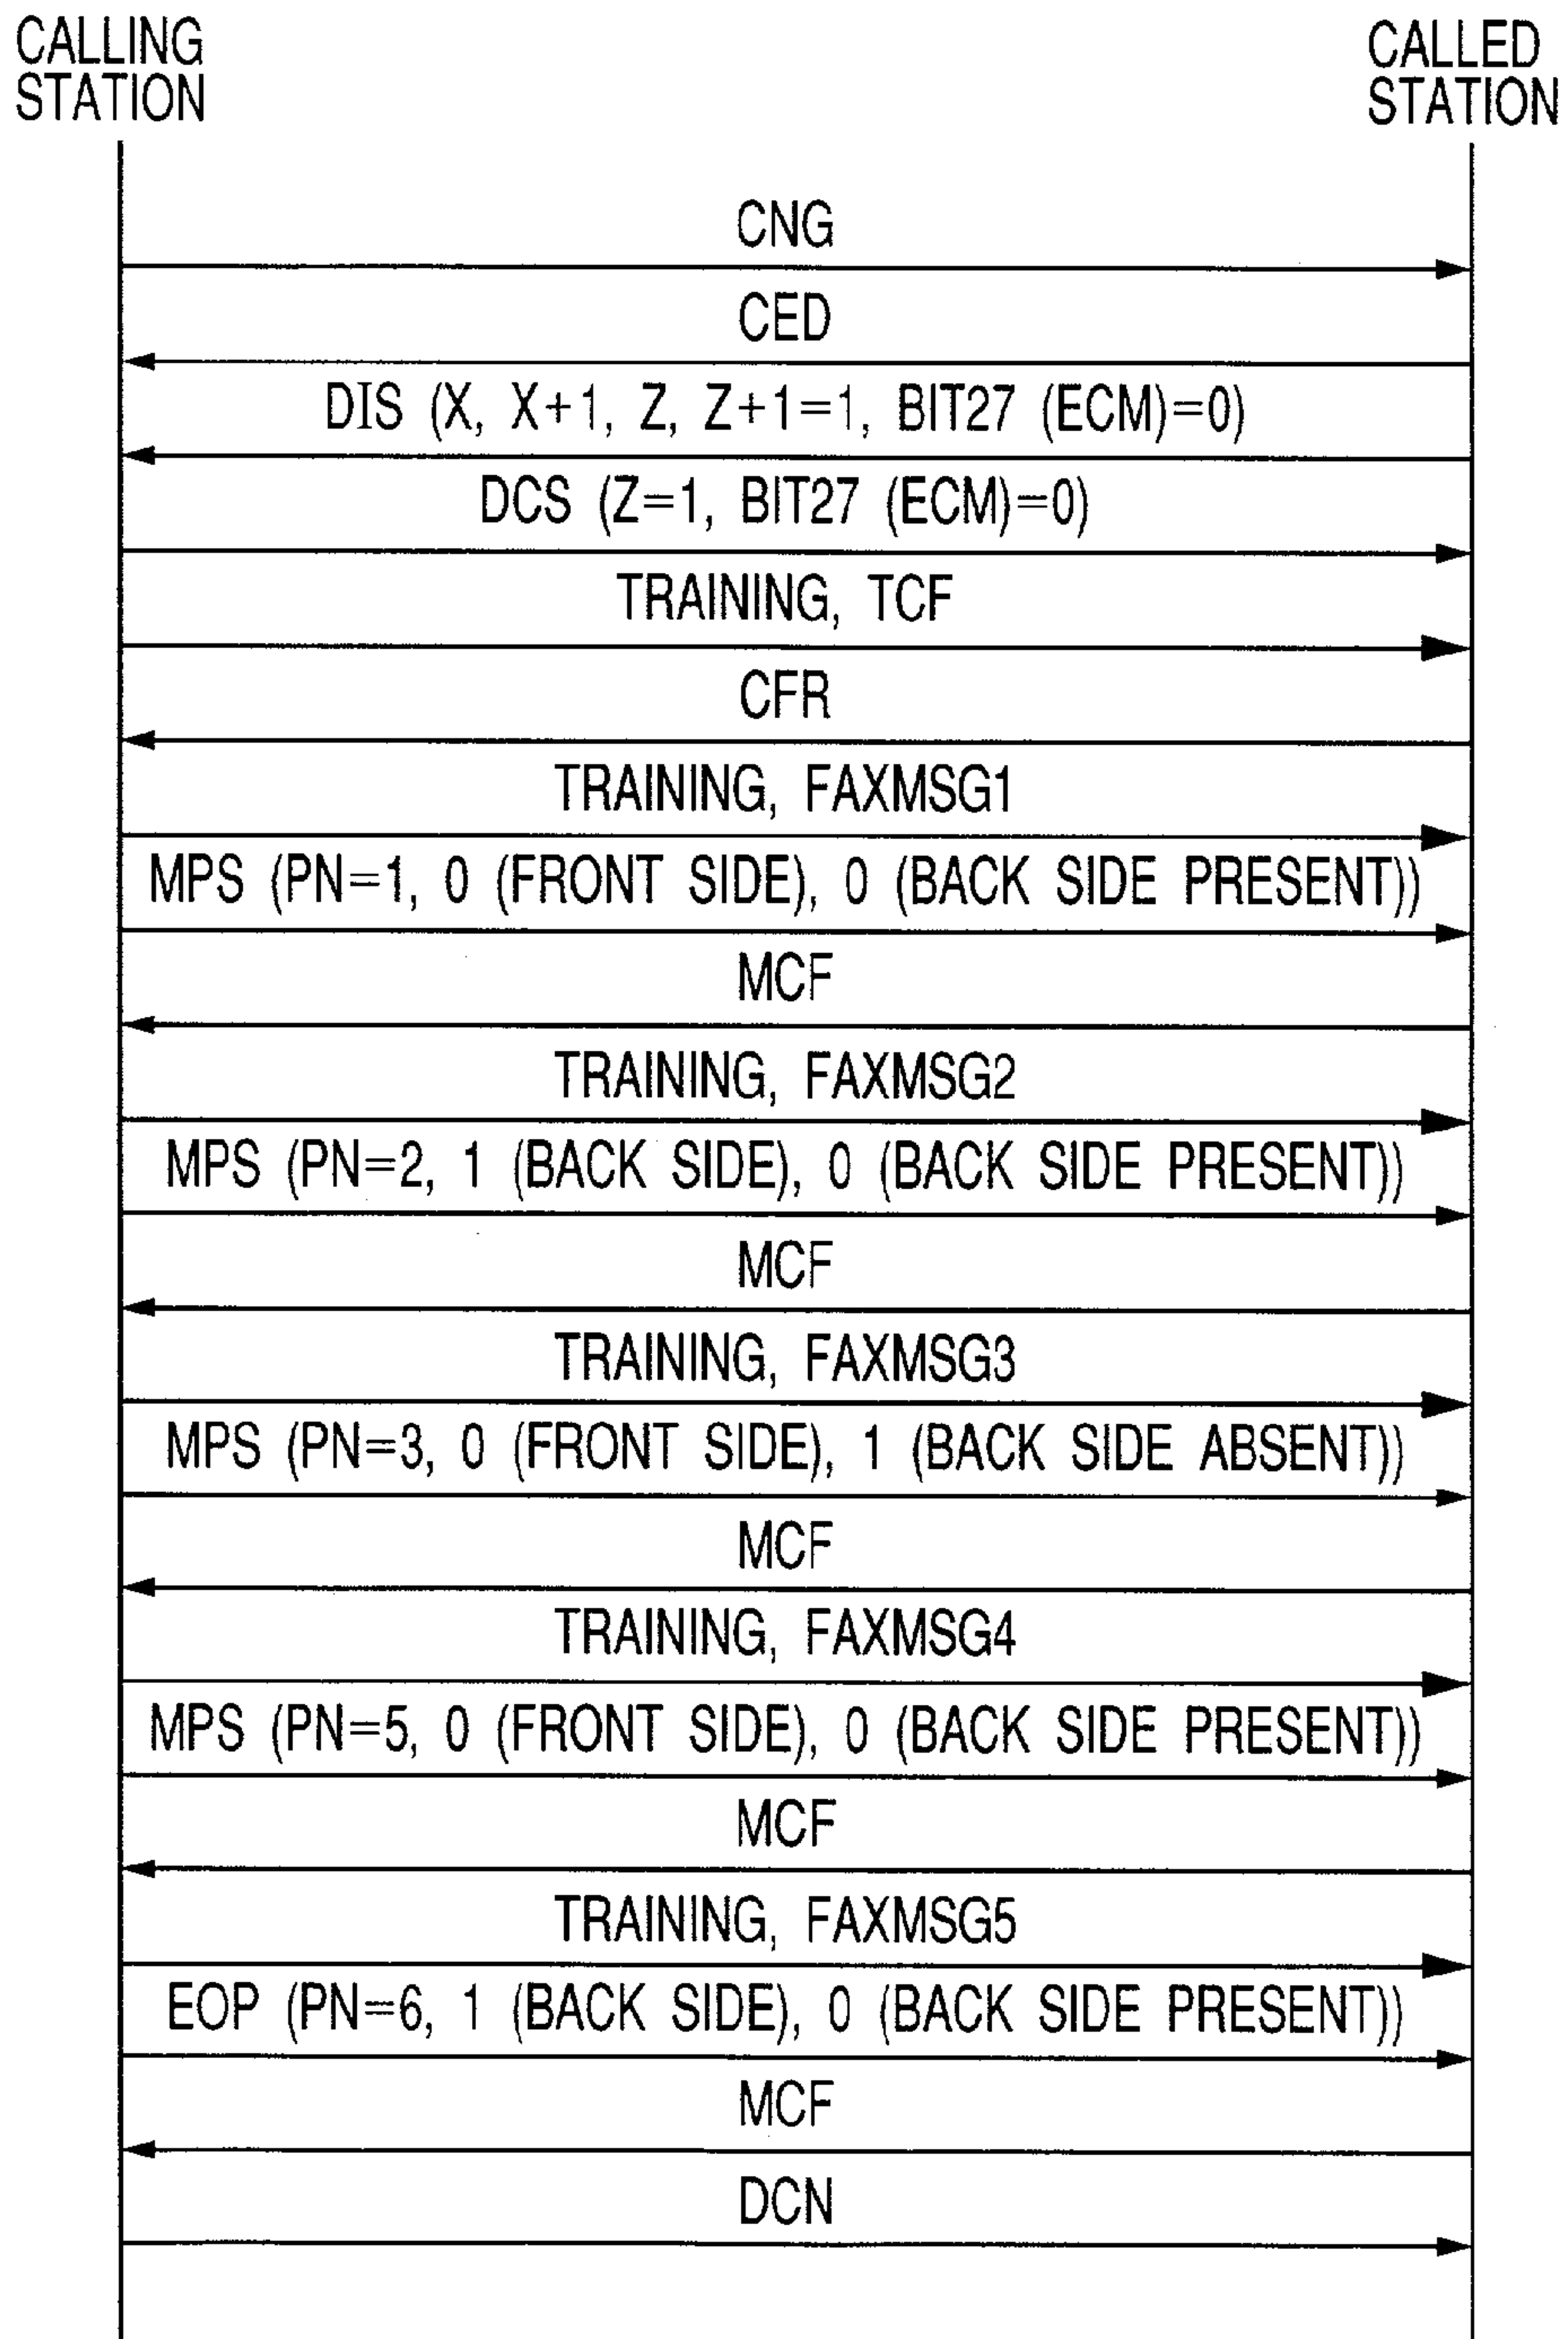 CALLING
STATION
CALLED
STATION
CNG
CED
DIS (X, X+1, Z, Z+1=1, BIT27 (ECM)=0)
DCS (Z=1, BIT27 (ECM)=0)
TRAINING, TCF
CFR
TRAINING, FAXMSG1
MPS (PN=1, 0 (FRONT SIDE), 0 (BACK SIDE PRESENT))
MCF
TRAINING, FAXMSG2
MPS (PN=2, 1 (BACK SIDE), 0 (BACK SIDE PRESENT))
MCF
TRAINING, FAXMSG3
MPS (PN=3, 0 (FRONT SIDE), 1 (BACK SIDE ABSENT))
MCF
TRAINING, FAXMSG4
MPS (PN=5, 0 (FRONT SIDE), 0 (BACK SIDE PRESENT))
MCF
TRAINING, FAXMSG5
EOP (PN=6, 1 (BACK SIDE), 0 (BACK SIDE PRESENT))
MCF
DCN